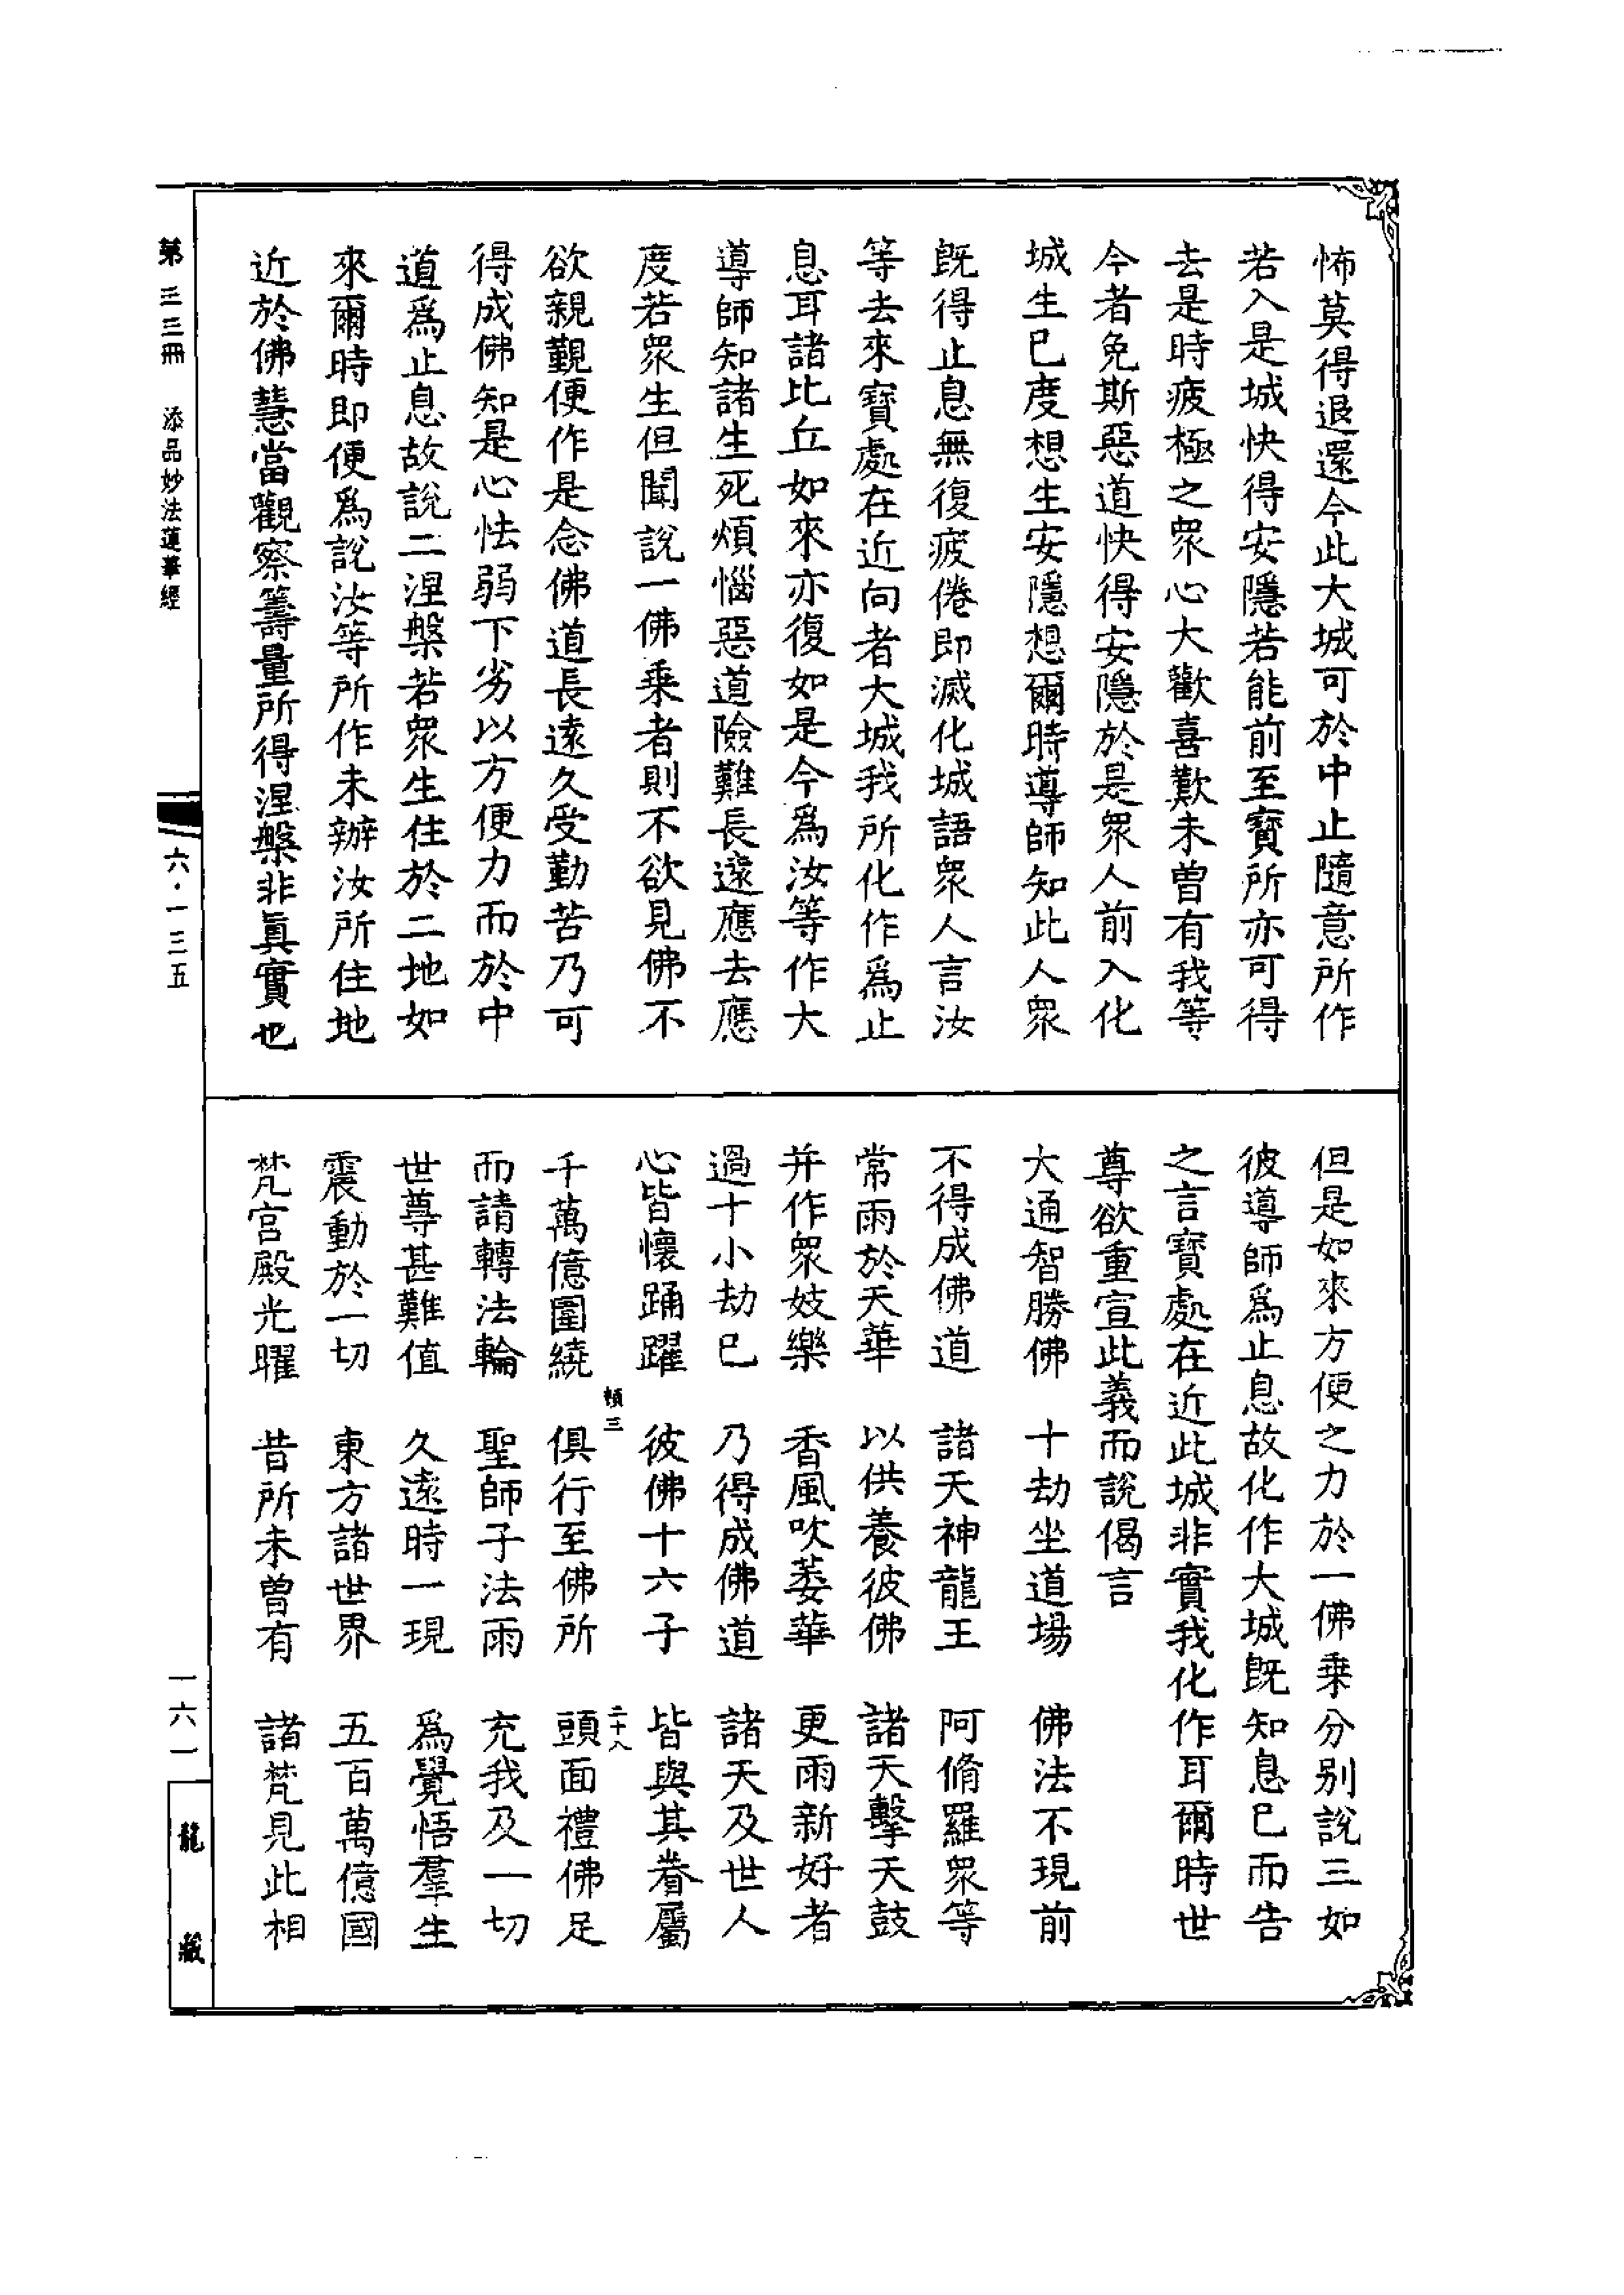 怖莫得退還今此大城可於中止隨意所作
若入是城快得安隱若能前至寶所亦可得
去是時疲極之眾心大歡喜歎未曾有我等
今者免斯惡道快得安隱於是眾人前入化
城生已度想生安隱想爾時導師知此人眾
既得止息無復疲倦即滅化城語眾人言汝
等去來寶處在近向者大城我所化作為止
息耳諸比丘如來亦復如是今為汝等作大
導師知諸生死煩惱惡道險難長遠應去應
度若眾生但聞說一佛乗者則不欲見佛不
欲親覲便作是念佛道長遠久受勤苦乃可
得成佛知是心怯弱下劣以方便力而於中
道為止息故說二涅槃若眾生住於二地如
來爾時即便為說汝等所作未辦汝所住地
近於佛慧當觀察籌量所得涅槃非真實也
但是如來方便之力於一佛乗分別說三如
彼導師為止息故化作大城既知息已而告
之言寶處在近此城非實我化作耳爾時世
尊欲重宣此義而說偈言
大通智勝佛 十劫坐道場 佛法不現前
不得成佛道 諸天神龍王 阿脩羅眾等
常雨於天華 以供養彼佛 諸天擊天鼓
并作眾妓樂 香風吹萎華 更雨新好者
過十小劫已 乃得成佛道 諸天及世人
心皆懷踊躍 彼佛十六子 皆與其眷屬
頓三 二十八
千萬億圍繞 俱行至佛所 頭面禮佛足
而請轉法輪 聖師子法雨 充我及一切
世尊甚難值 久遠時一現 為覺悟羣生
震動於一切 東方諸世界 五百萬億國
梵宮殿光曜 昔所未曾有 諸梵見此相
第三三冊 添品妙法蓮華經
六·一三五
一六一
龍藏